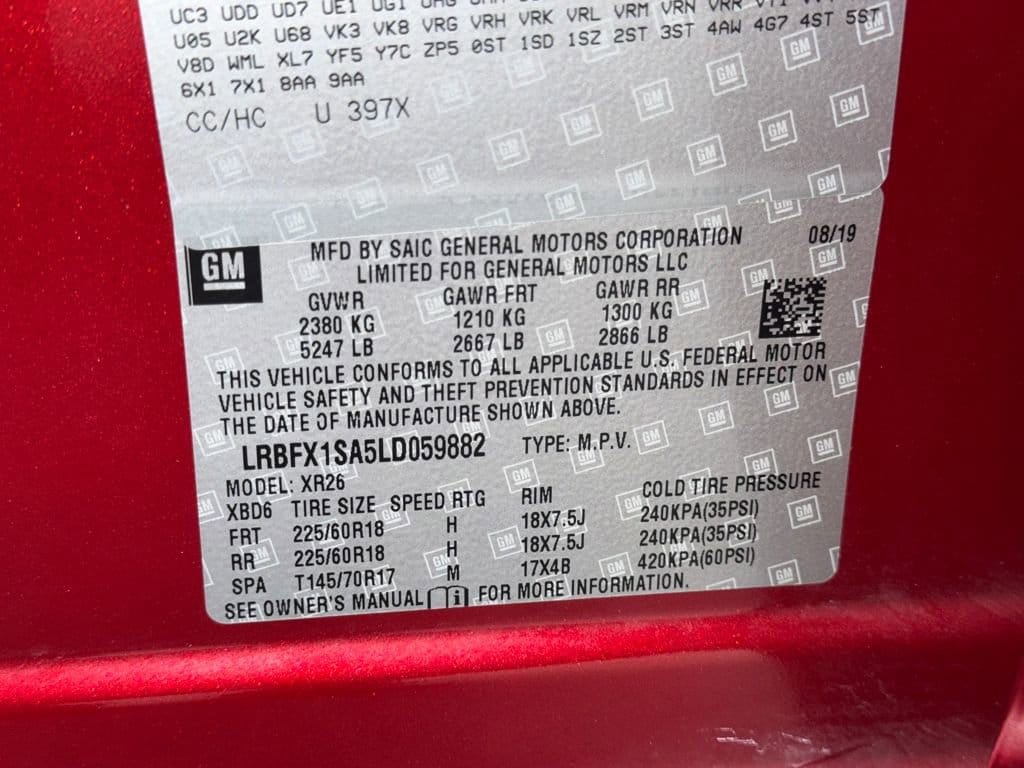 UC3 UDD UD7 UE1 UG1
U05 U2K U68 VK3 VK8 VRG VRH VRK VRL VRM VRN VRR VT1
V8D WML XL7 YF5 Y7C ZP5 0ST 1SD 1SZ 2ST 3ST 4AW 4G7 4ST 5ST
6X1 7X1 8AA 9AA
CC/HC U 397X
GM
MFD BY SAIC GENERAL MOTORS CORPORATION 08/19
LIMITED FOR GENERAL MOTORS LLC
GVWR GAWR FRT GAWR RR
2380 KG 1210 KG 1300 KG
5247 LB 2667 LB 2866 LB
THIS VEHICLE CONFORMS TO ALL APPLICABLE U.S. FEDERAL MOTOR
VEHICLE SAFETY AND THEFT PREVENTION STANDARDS IN EFFECT ON
THE DATE OF MANUFACTURE SHOWN ABOVE.
LRBFX1SA5LD059882 TYPE: M.P.V.
MODEL: XR26
XBD6 TIRE SIZE SPEED RTG RIM COLD TIRE PRESSURE
FRT 225/60R18 H 18X7.5J 240KPA(35PSI)
RR 225/60R18 H 18X7.5J 240KPA(35PSI)
SPA T145/70R17 M 17X4B 420KPA(60PSI)
SEE OWNER'S MANUAL FOR MORE INFORMATION.